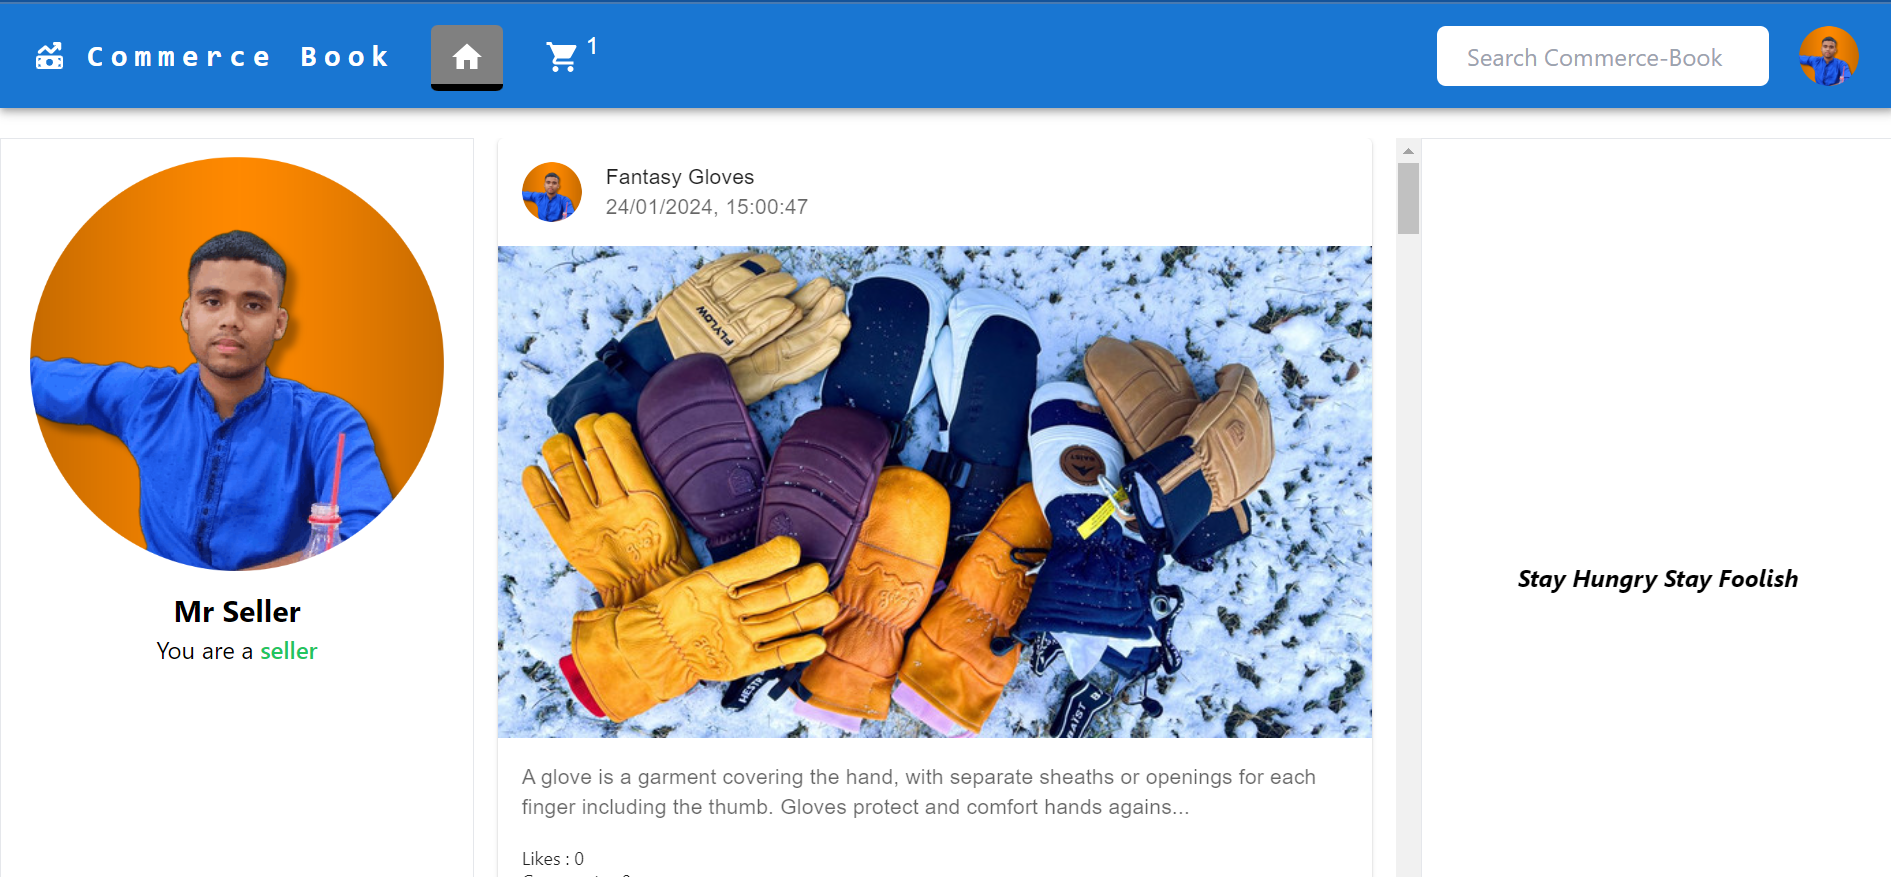 Commerce Book
1
Search Commerce-Book
Fantasy Gloves
24/01/2024, 15:00:47
FLYLOW
HESTR
BAIST
Mr Seller
You are a seller
Stay Hungry Stay Foolish
A glove is a garment covering the hand, with separate sheaths or openings for each
finger including the thumb. Gloves protect and comfort hands agains...
Likes : 0